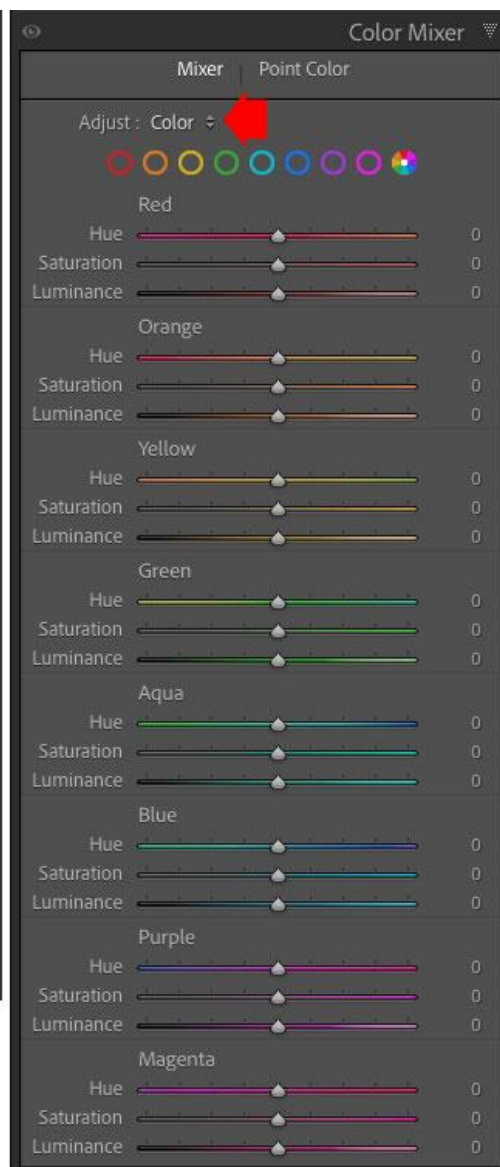 Color Mixer
Mixer Point Color
Adjust : Color
Red
Hue 0
Saturation 0
Luminance 0
Orange
Hue 0
Saturation 0
Luminance 0
Yellow
Hue 0
Saturation 0
Luminance 0
Green
Hue 0
Saturation 0
Luminance 0
Aqua
Hue 0
Saturation 0
Luminance 0
Blue
Hue 0
Saturation 0
Luminance 0
Purple
Hue 0
Saturation 0
Luminance 0
Magenta
Hue 0
Saturation 0
Luminance 0